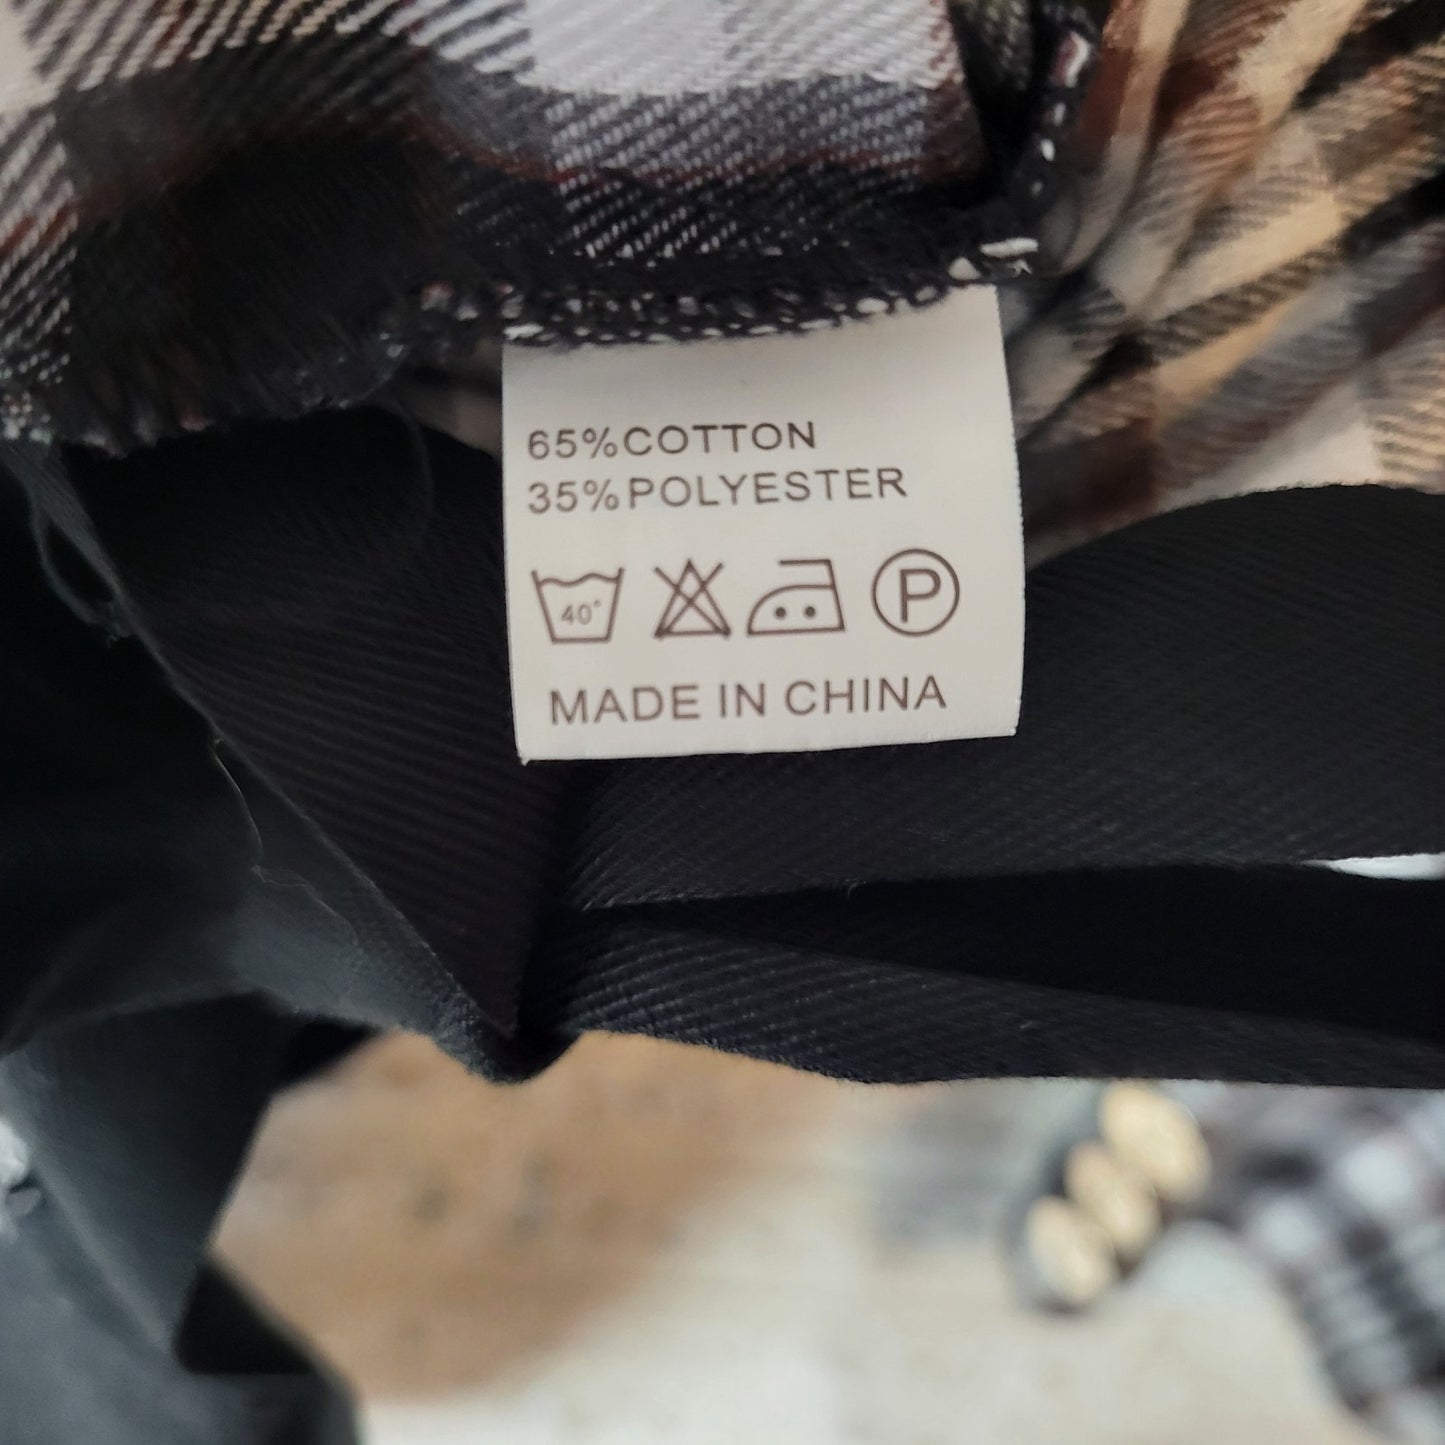 65%COTTON
35%POLYESTER
40° P
MADE IN CHINA